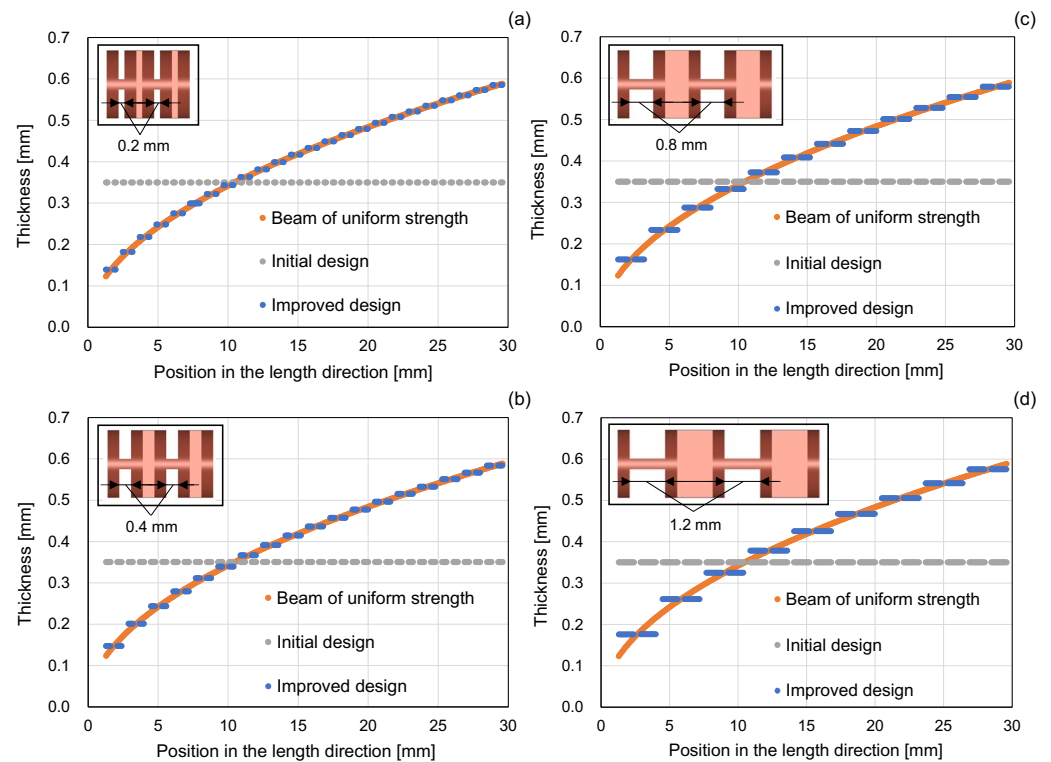 (a)
0.7
0.6
0.5
0.4
0.3
0.2
0.1
0.0
Thickness [mm]
0.2 mm
Beam of uniform strength
Initial design
Improved design
0 5 10 15 20 25 30
Position in the length direction [mm]
(c)
0.7
0.6
0.5
0.4
0.3
0.2
0.1
0.0
Thickness [mm]
0.8 mm
Beam of uniform strength
Initial design
Improved design
0 5 10 15 20 25 30
Position in the length direction [mm]
(b)
0.7
0.6
0.5
0.4
0.3
0.2
0.1
0.0
Thickness [mm]
0.4 mm
Beam of uniform strength
Initial design
Improved design
0 5 10 15 20 25 30
Position in the length direction [mm]
(d)
0.7
0.6
0.5
0.4
0.3
0.2
0.1
0.0
Thickness [mm]
1.2 mm
Beam of uniform strength
Initial design
Improved design
0 5 10 15 20 25 30
Position in the length direction [mm]